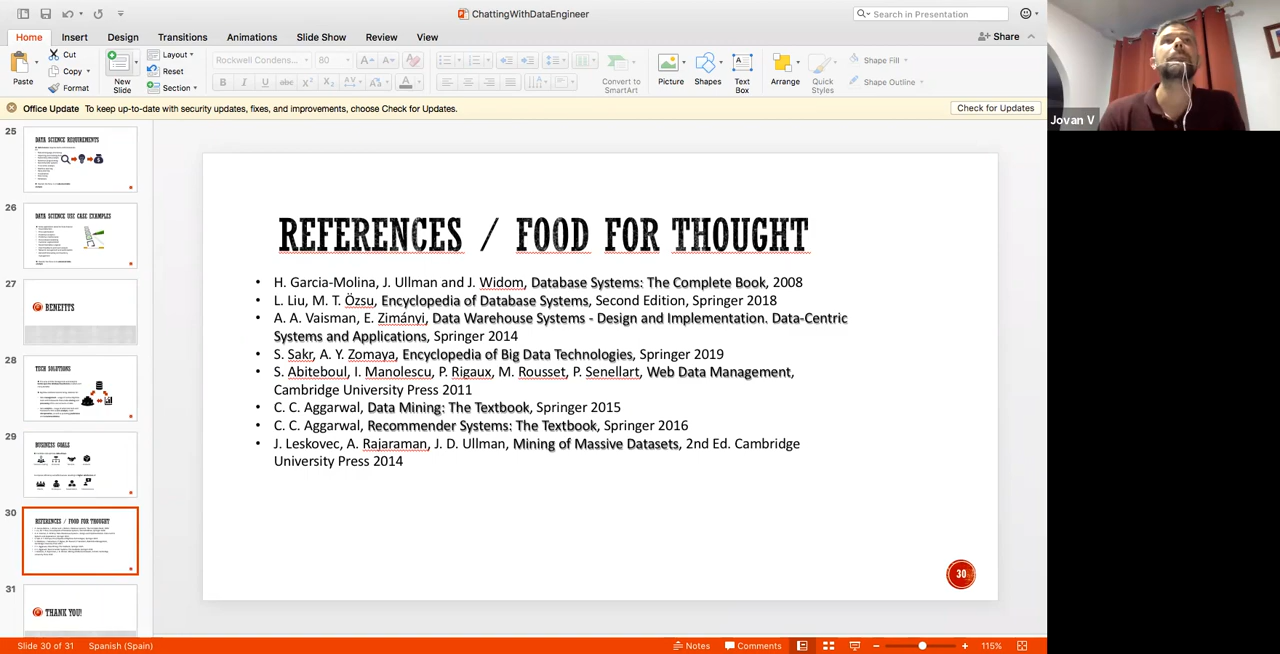 ChattingWithDataEngineer
Search in Presentation
Home Insert Design Transitions Animations Slide Show Review View
Share
Paste
Cut
Copy
Format
New Slide
Layout
Reset
Section
Rockwell Condens...
80
B I U abc X² X₂ AV Aa A
Convert to SmartArt
Picture
Shapes
Text Box
Arrange
Quick Styles
Shape Fill
Shape Outline
Office Update To keep up-to-date with security updates, fixes, and improvements, choose Check for Updates.
Check for Updates
Jovan V
25
DATA SCIENCE REQUIREMENTS
26
DATA SCIENCE USE CASE EXAMPLES
27
BENEFITS
28
TECH SOLUTIONS
29
BUSINESS GOALS
30
REFERENCES / FOOD FOR THOUGHT
31
THANK YOU!
REFERENCES / FOOD FOR THOUGHT
• H. Garcia-Molina, J. Ullman and J. Widom, Database Systems: The Complete Book, 2008
• L. Liu, M. T. Özsu, Encyclopedia of Database Systems, Second Edition, Springer 2018
• A. A. Vaisman, E. Zimányi, Data Warehouse Systems - Design and Implementation. Data-Centric
Systems and Applications, Springer 2014
• S. Sakr, A. Y. Zomaya, Encyclopedia of Big Data Technologies, Springer 2019
• S. Abiteboul, I. Manolescu, P. Rigaux, M. Rousset, P. Senellart, Web Data Management,
Cambridge University Press 2011
• C. C. Aggarwal, Data Mining: The Textbook, Springer 2015
• C. C. Aggarwal, Recommender Systems: The Textbook, Springer 2016
• J. Leskovec, A. Rajaraman, J. D. Ullman, Mining of Massive Datasets, 2nd Ed. Cambridge
University Press 2014
30
Slide 30 of 31 Spanish (Spain)
Notes Comments 115%